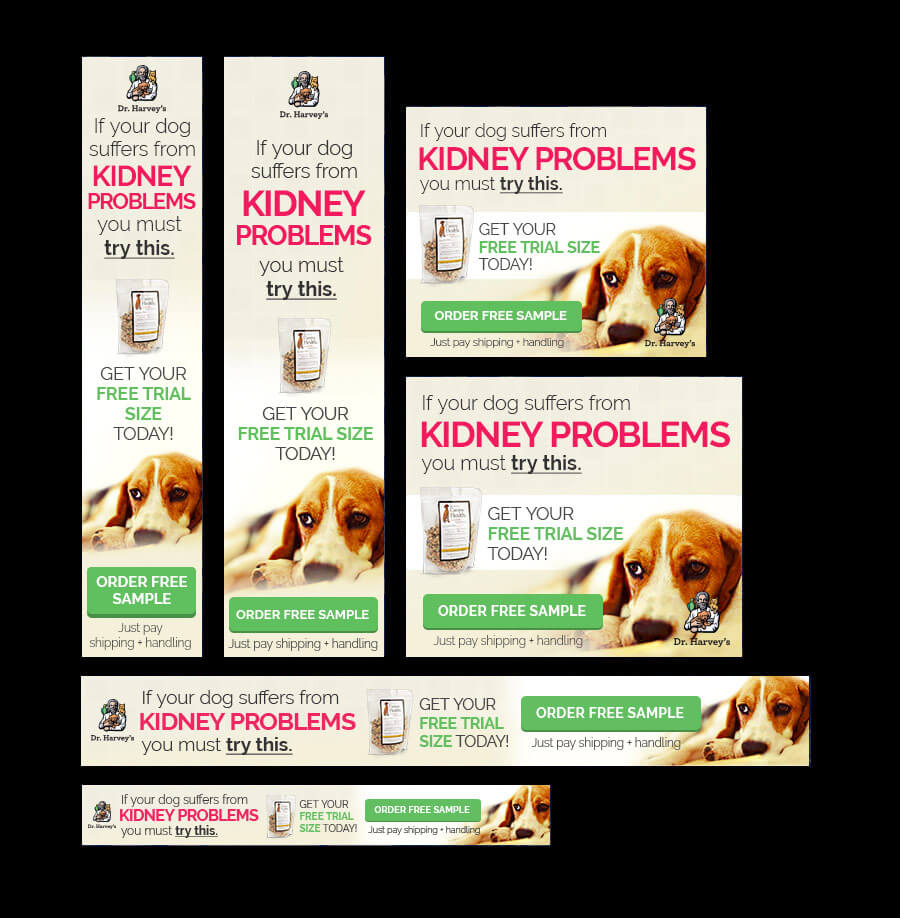 Dr. Harvey's
If your dog
suffers from
KIDNEY
PROBLEMS
you must
try this.
Canine
Health
GET YOUR
FREE TRIAL
SIZE
TODAY!
ORDER FREE
SAMPLE
Just pay
shipping + handling
Dr. Harvey's
If your dog
suffers from
KIDNEY
PROBLEMS
you must
try this.
Canine
Health
GET YOUR
FREE TRIAL SIZE
TODAY!
ORDER FREE SAMPLE
Just pay shipping + handling
If your dog suffers from
KIDNEY PROBLEMS
you must try this.
Canine
Health
GET YOUR
FREE TRIAL SIZE
TODAY!
ORDER FREE SAMPLE
Just pay shipping + handling
Dr. Harvey's
If your dog suffers from
KIDNEY PROBLEMS
you must try this.
Canine
Health
GET YOUR
FREE TRIAL SIZE
TODAY!
ORDER FREE SAMPLE
Just pay shipping + handling
Dr. Harvey's
Dr. Harvey's
If your dog suffers from
KIDNEY PROBLEMS
you must try this.
GET YOUR
FREE TRIAL
SIZE TODAY!
ORDER FREE SAMPLE
Just pay shipping + handling
Dr. Harvey's
If your dog suffers from
KIDNEY PROBLEMS
you must try this.
GET YOUR
FREE TRIAL
SIZE TODAY!
ORDER FREE SAMPLE
Just pay shipping + handling